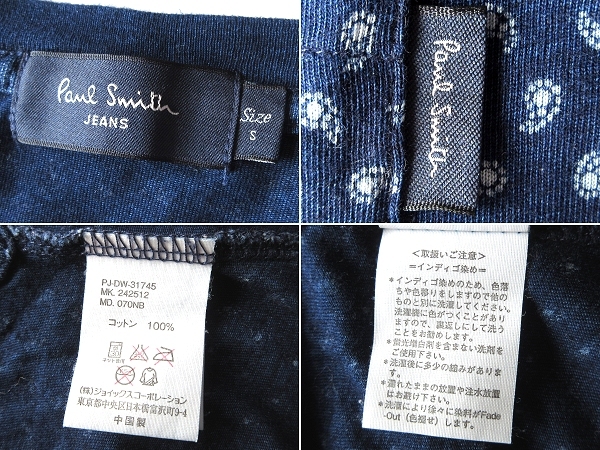 Paul Smith
JEANS
Size
S
Paul Smith
PJ-DW-31745
MK. 242512
MD. 070NB
コットン 100%
㈱ジョイックスコーポレーション
東京都中央区日本橋富沢町9-4
中国製
<取扱いご注意>
=インディゴ染め=
*インディゴ染めのため、色落
ちや色移りをしますので他の
ものと別に洗濯してください。
洗濯機に色がつくことがあり
ますので、裏返しにして洗う
ことをお勧めします。
*蛍光増白剤を含まない洗剤を
ご使用下さい。
*洗濯後に多少の縮みがありま
す。
*濡れたままの放置や注水放置
はお避け下さい。
*洗濯により徐々に染料がFade
-Out(色褪せ)します。